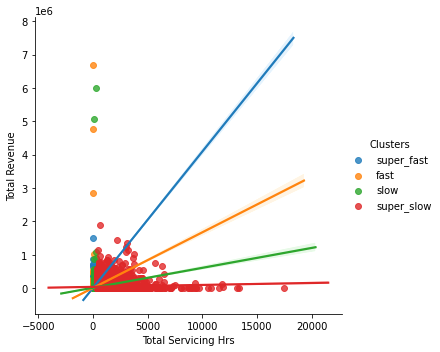 1e6
8
7
6
5
4
3
2
1
0
Total Revenue
−5000 0 5000 10000 15000 20000
Total Servicing Hrs
Clusters
super_fast
fast
slow
super_slow